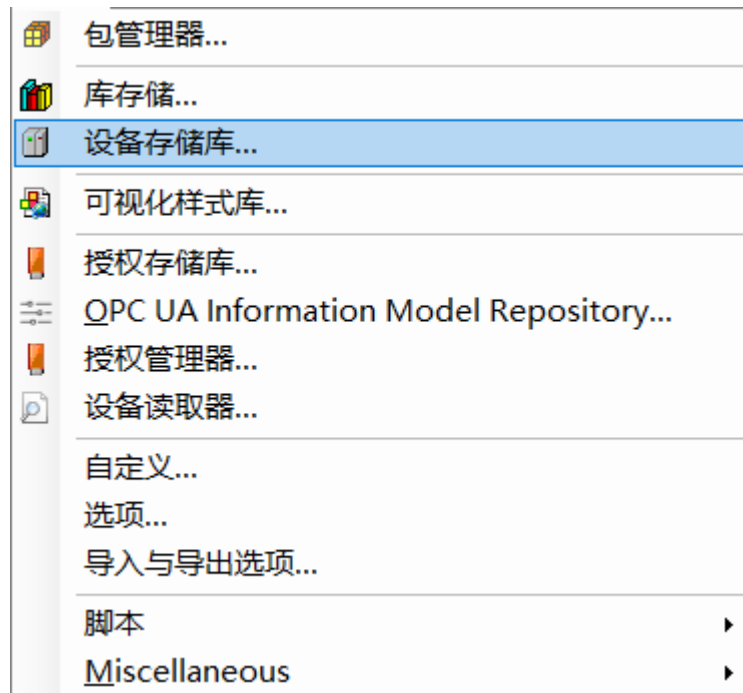 包管理器...
库存储...
设备存储库...
可视化样式库...
授权存储库...
OPC UA Information Model Repository...
授权管理器...
设备读取器...
自定义...
选项...
导入与导出选项...
脚本
Miscellaneous